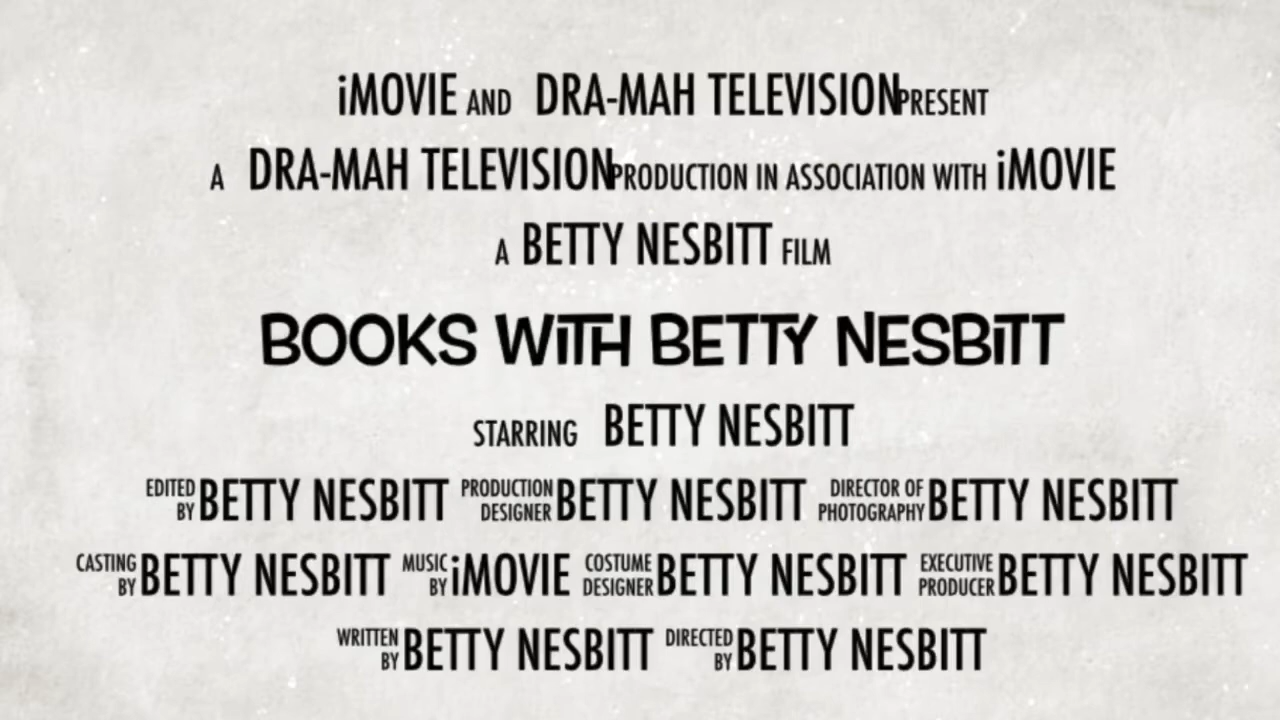 iMOVIE AND DRA-MAH TELEVISION PRESENT
A DRA-MAH TELEVISION PRODUCTION IN ASSOCIATION WITH iMOVIE
A BETTY NESBITT FILM
BOOKS WiTH BETTY NESBiTT
STARRING BETTY NESBITT
EDITED BY BETTY NESBITT PRODUCTION DESIGNER BETTY NESBITT DIRECTOR OF PHOTOGRAPHY BETTY NESBITT
CASTING BY BETTY NESBITT MUSIC BY iMOVIE COSTUME DESIGNER BETTY NESBITT EXECUTIVE PRODUCER BETTY NESBITT
WRITTEN BY BETTY NESBITT DIRECTED BY BETTY NESBITT